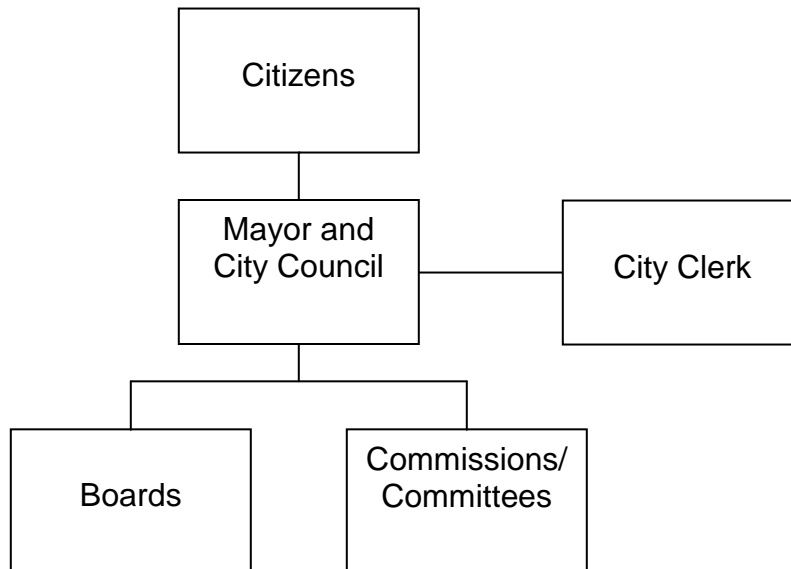 Citizens
Mayor and
City Council
City Clerk
Boards
Commissions/
Committees